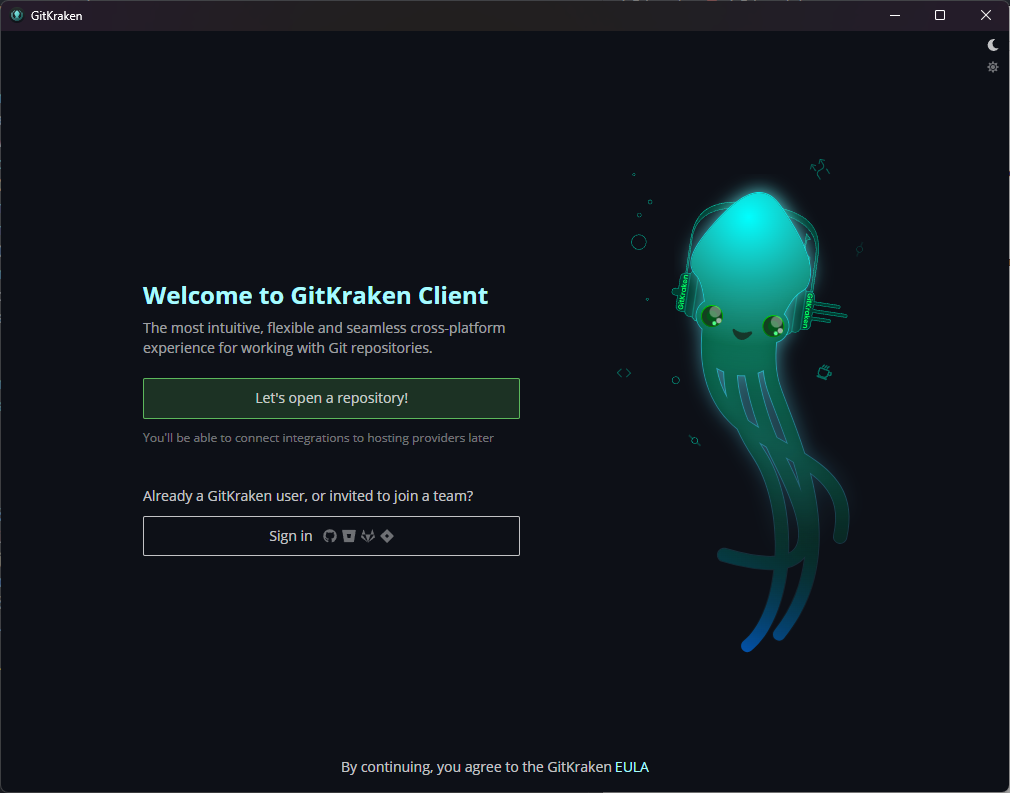 GitKraken
Welcome to GitKraken Client
The most intuitive, flexible and seamless cross-platform
experience for working with Git repositories.
Let's open a repository!
You'll be able to connect integrations to hosting providers later
Already a GitKraken user, or invited to join a team?
Sign in
GitKraken
GitKraken
By continuing, you agree to the GitKraken EULA